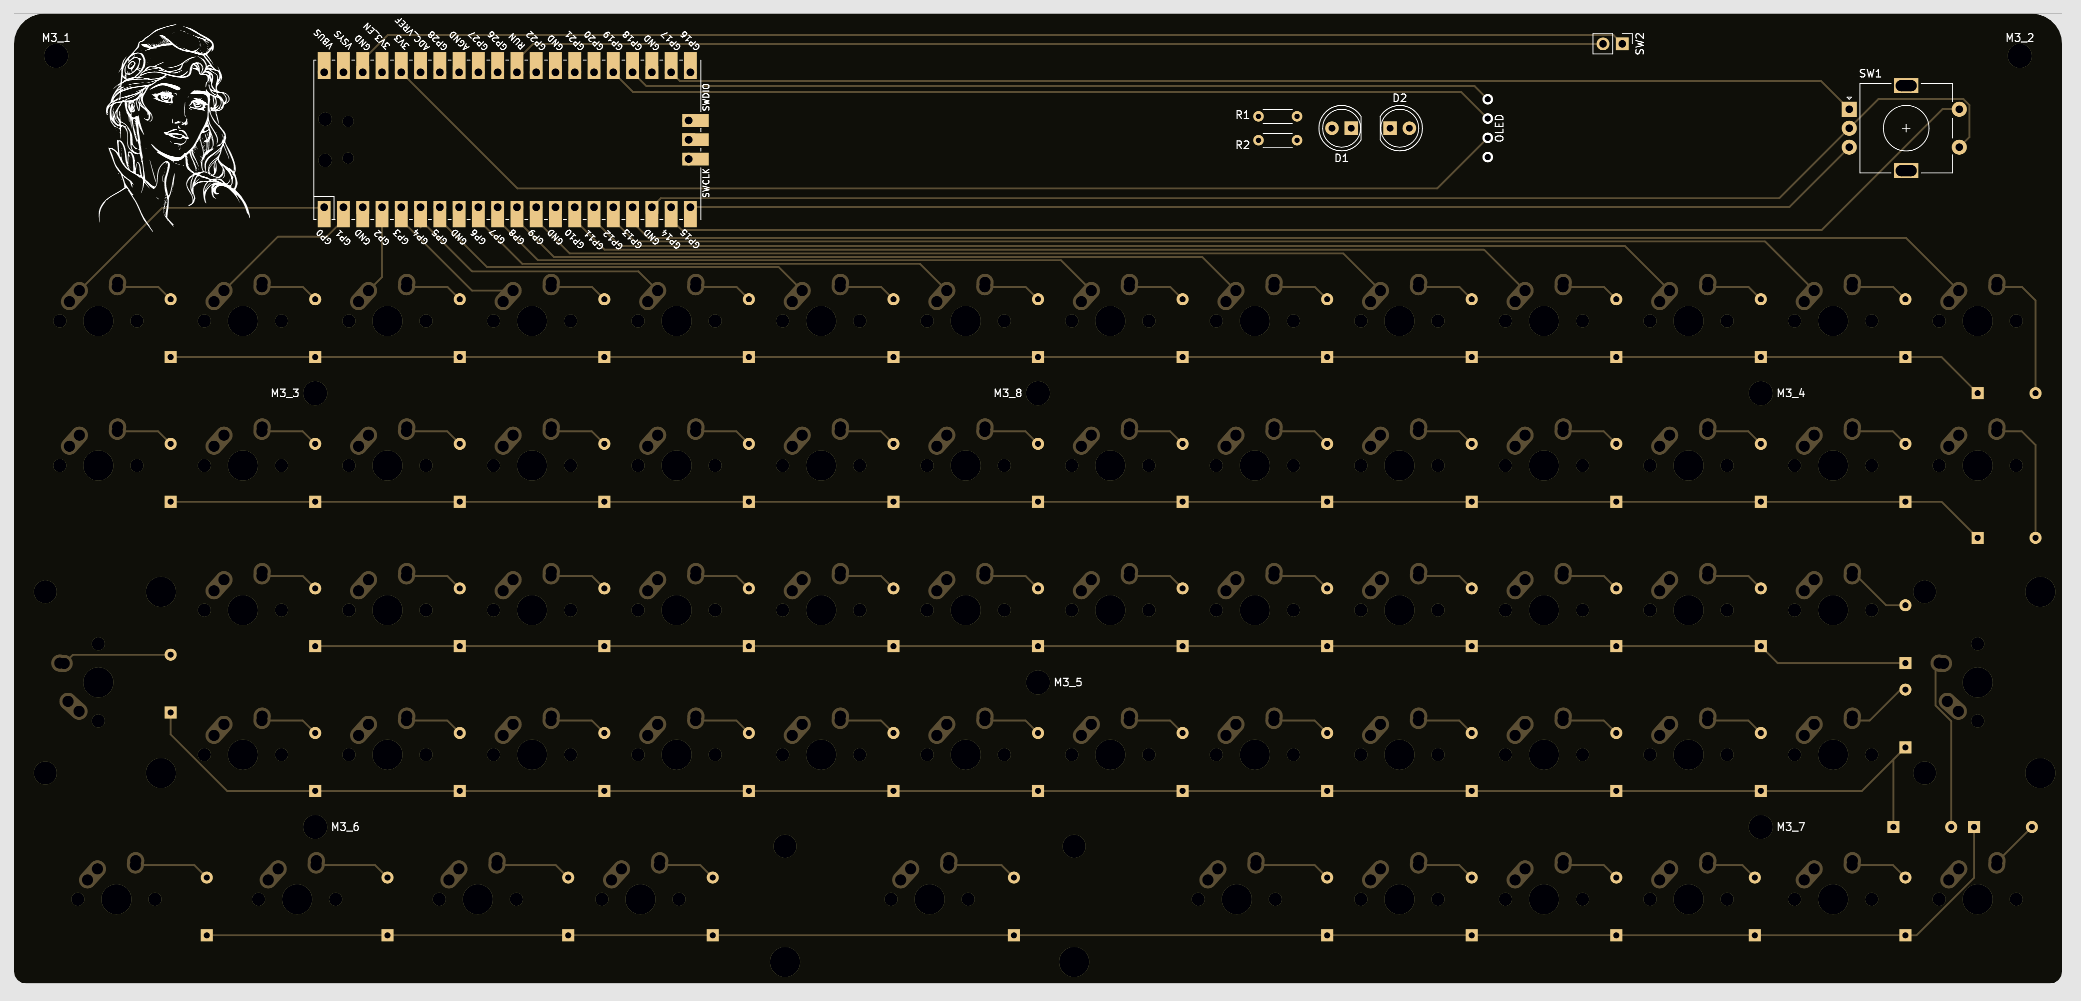 M3_1
VBUS
VSYS
GND
3V3_EN
3V3
ADC_VREF
GP28
AGND
GP27
GP26
RUN
GP22
GND
GP21
GP20
GP19
GP18
GND
GP17
GP16
SW2
M3_2
SW1
SWDIO
R1
R2
D1
D2
OLED
SWCLK
GP0
GP1
GND
GP2
GP3
GP4
GP5
GND
GP6
GP7
GP8
GP9
GND
GP10
GP11
GP12
GP13
GND
GP14
GP15
M3_3
M3_8
M3_4
M3_5
M3_6
M3_7